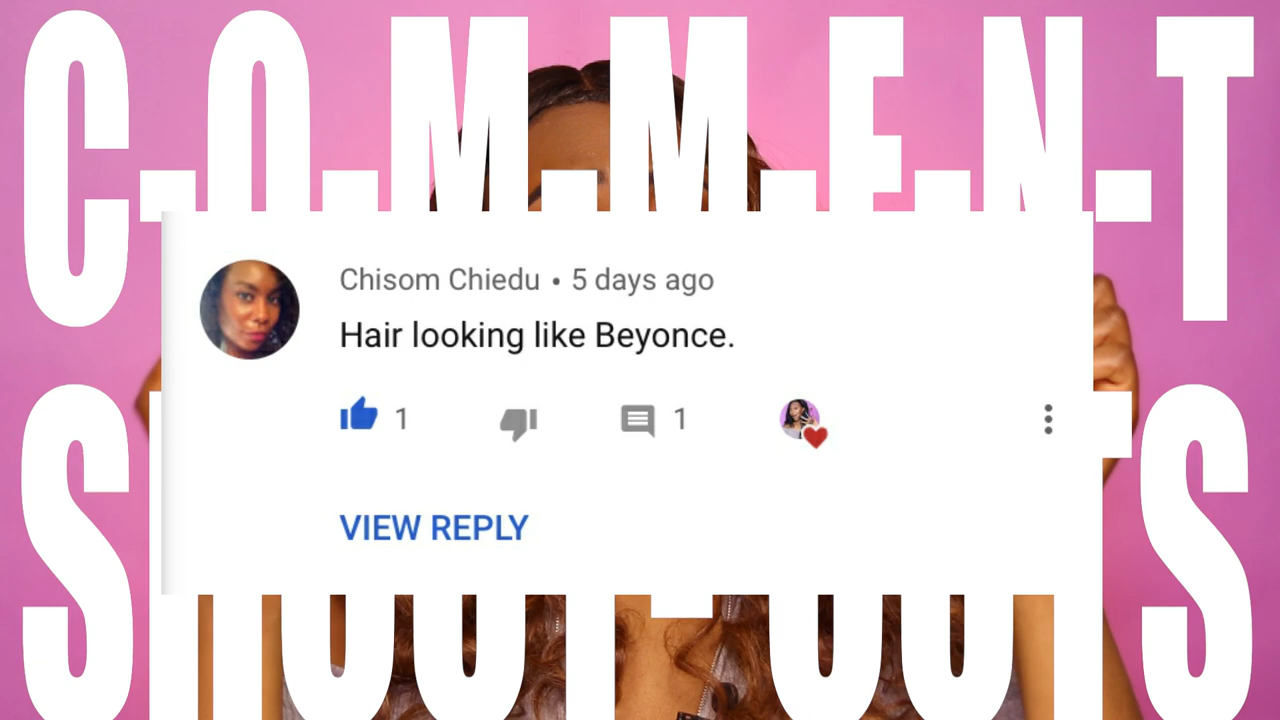 C.O.M.M.E.N.T
Chisom Chiedu • 5 days ago
Hair looking like Beyonce.
1 1
VIEW REPLY
SHOUT-OUTS